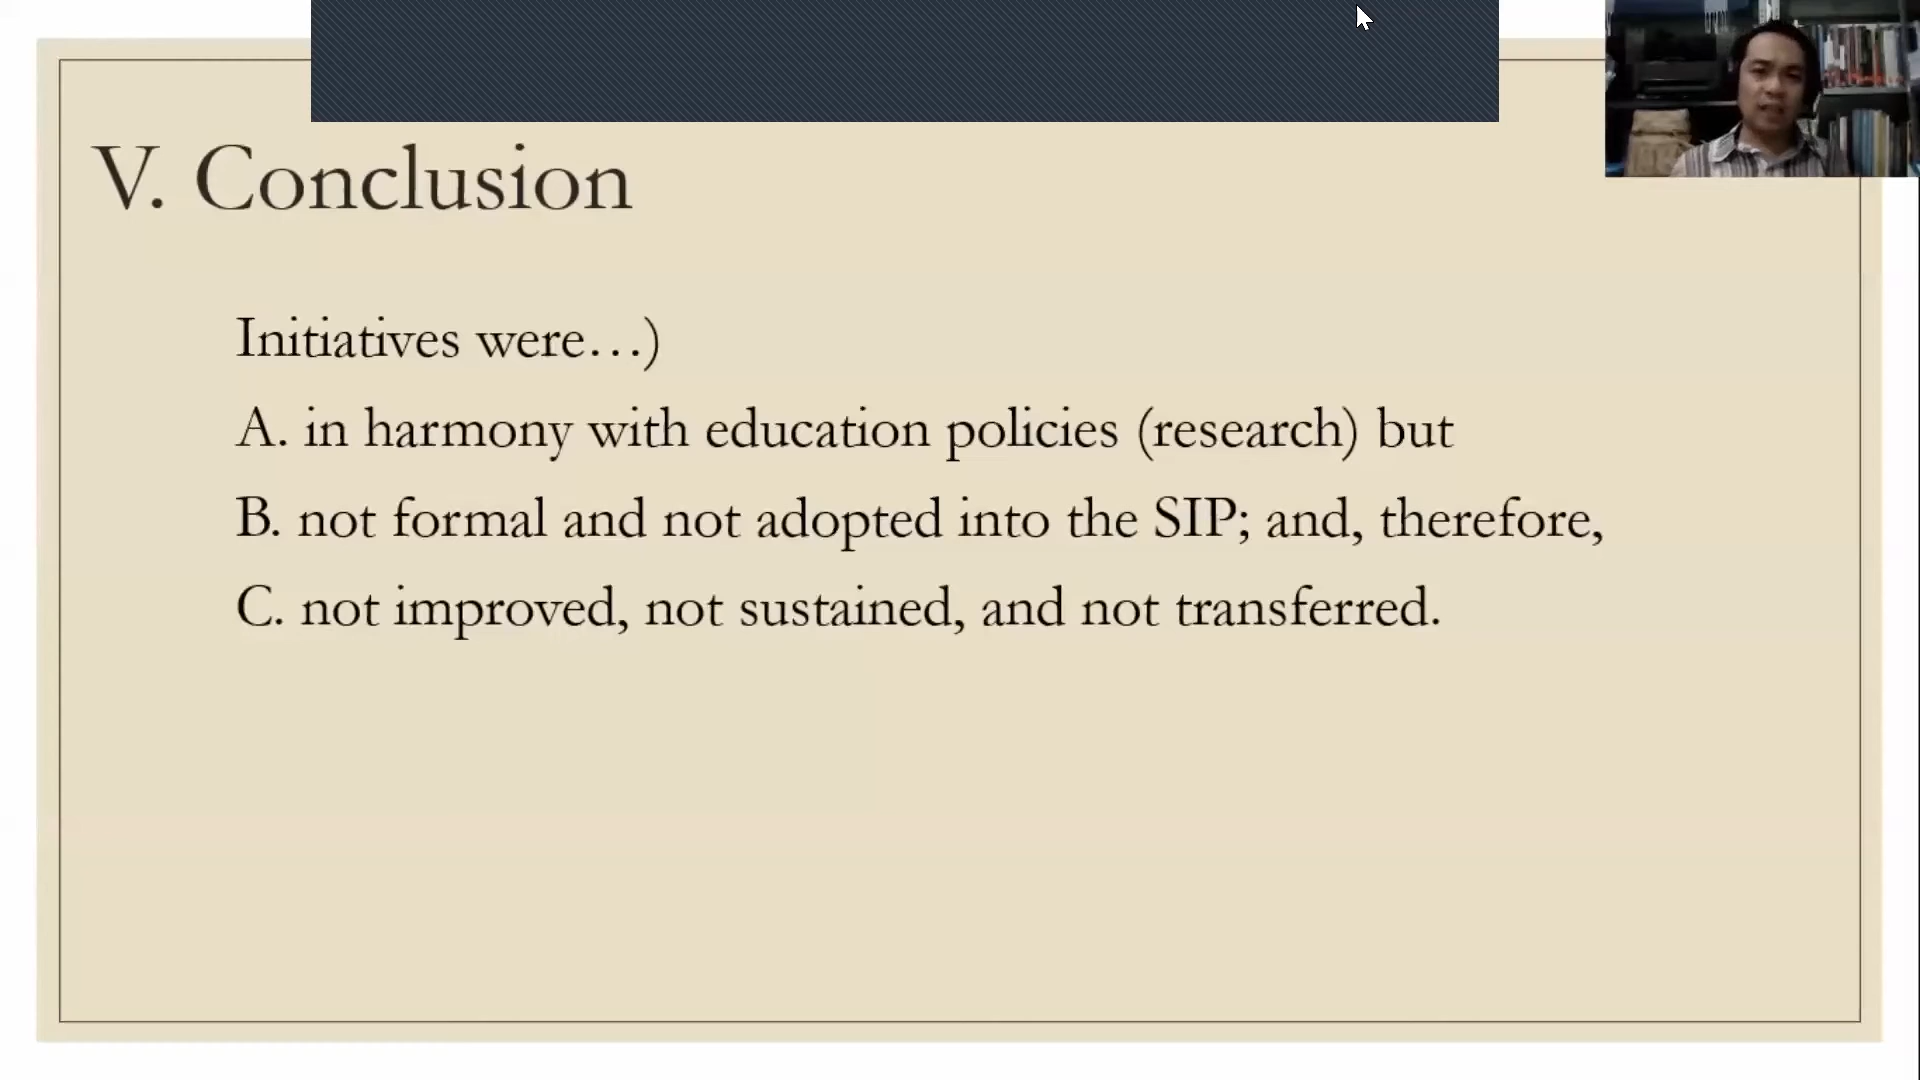 V. Conclusion
Initiatives were…)
A. in harmony with education policies (research) but
B. not formal and not adopted into the SIP; and, therefore,
C. not improved, not sustained, and not transferred.